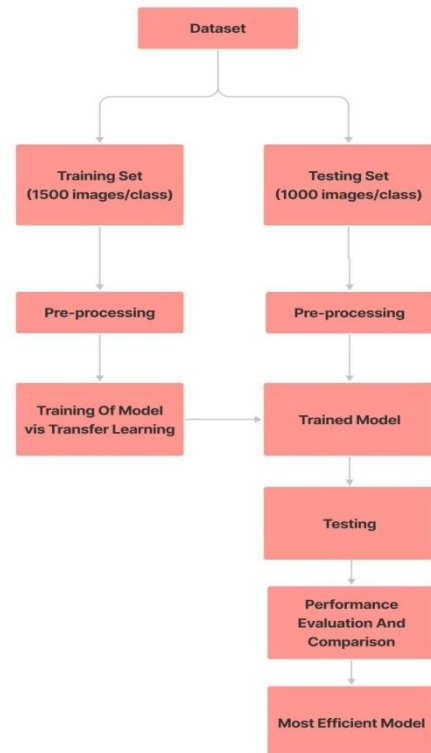 Dataset
Training Set
(1500 images/class)
Testing Set
(1000 images/class)
Pre-processing
Pre-processing
Training Of Model
vis Transfer Learning
Trained Model
Testing
Performance
Evaluation And
Comparison
Most Efficient Model